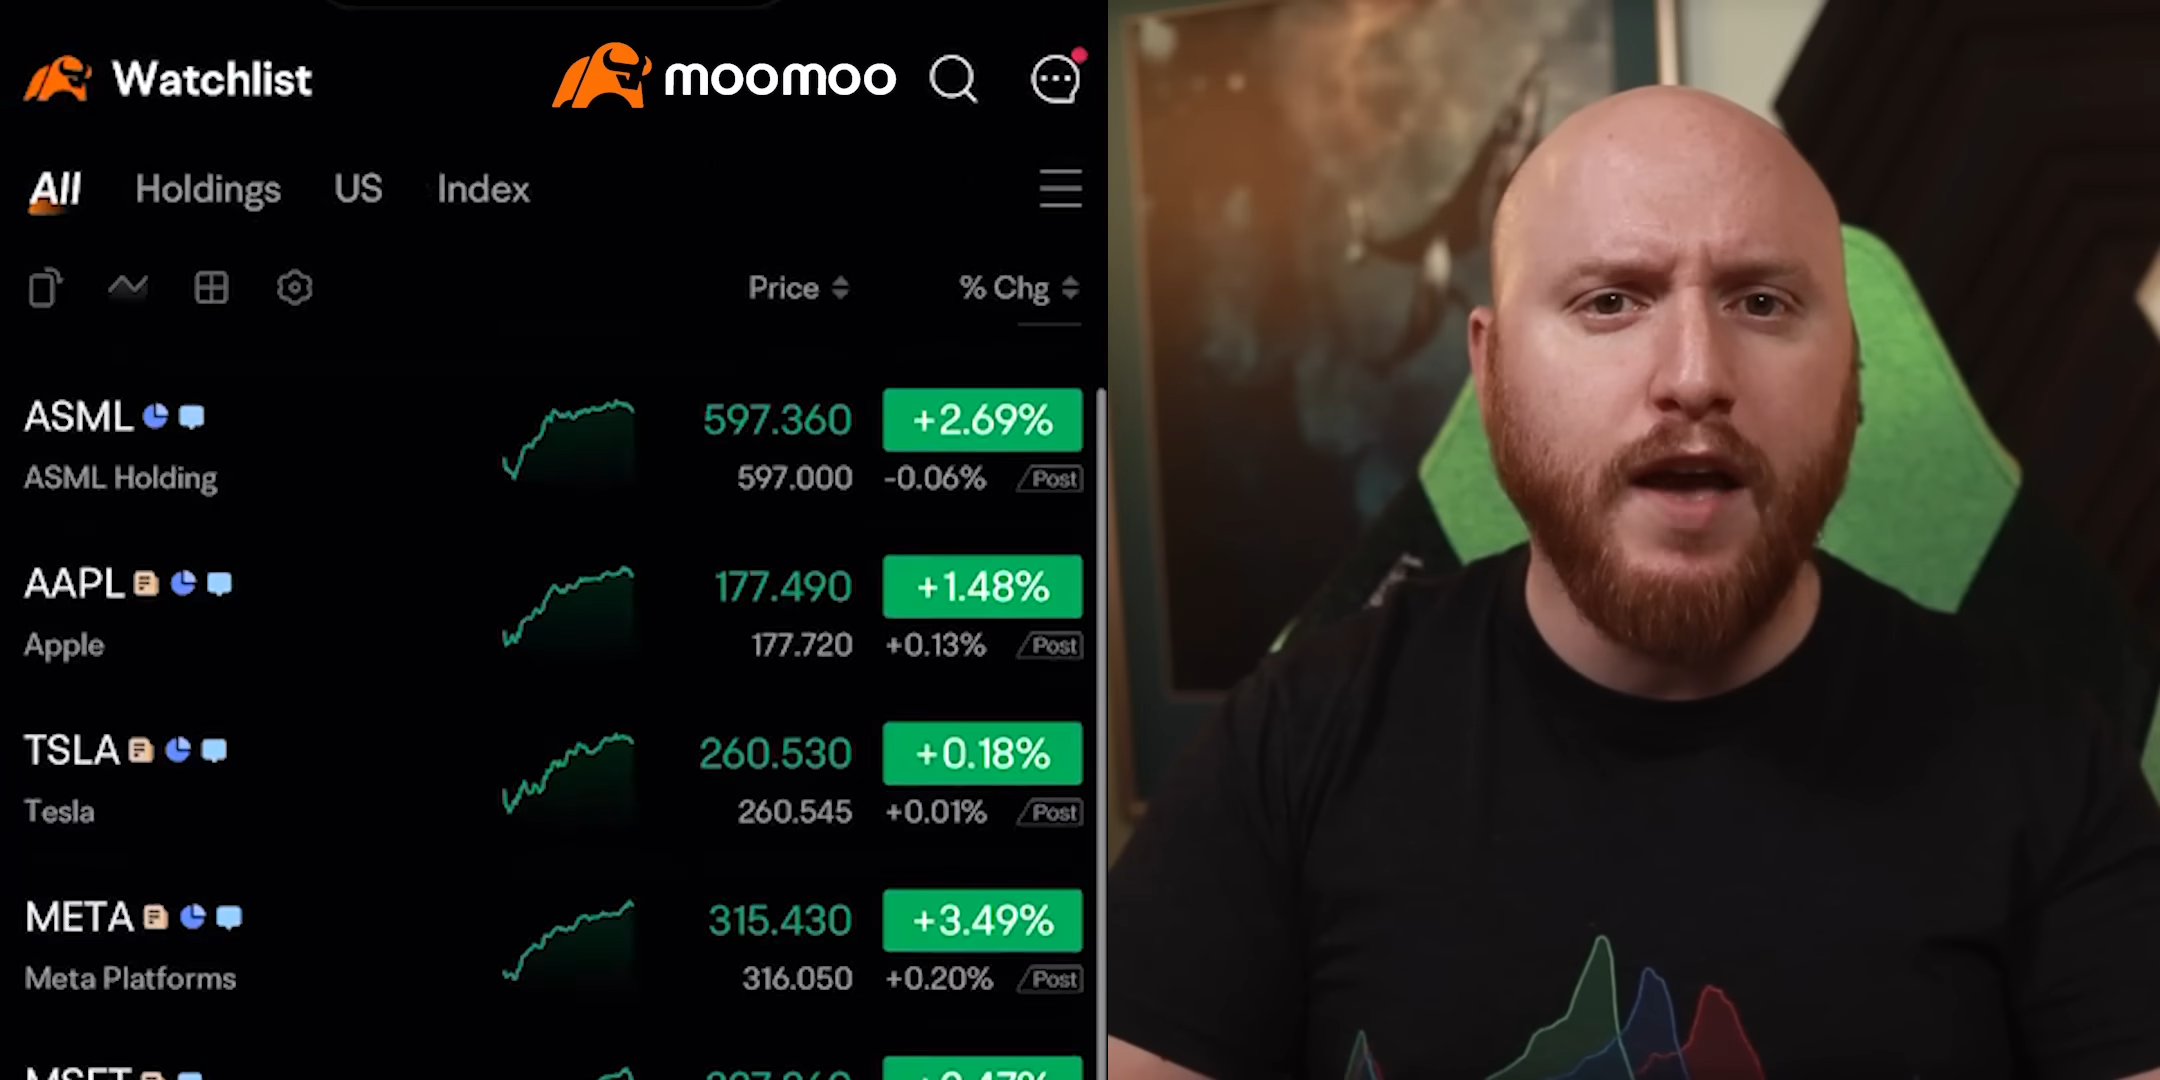 Watchlist
moomoo
All Holdings US Index
Price % Chg
ASML 597.360 +2.69%
ASML Holding 597.000 -0.06% Post
AAPL 177.490 +1.48%
Apple 177.720 +0.13% Post
TSLA 260.530 +0.18%
Tesla 260.545 +0.01% Post
META 315.430 +3.49%
Meta Platforms 316.050 +0.20% Post
MSFT